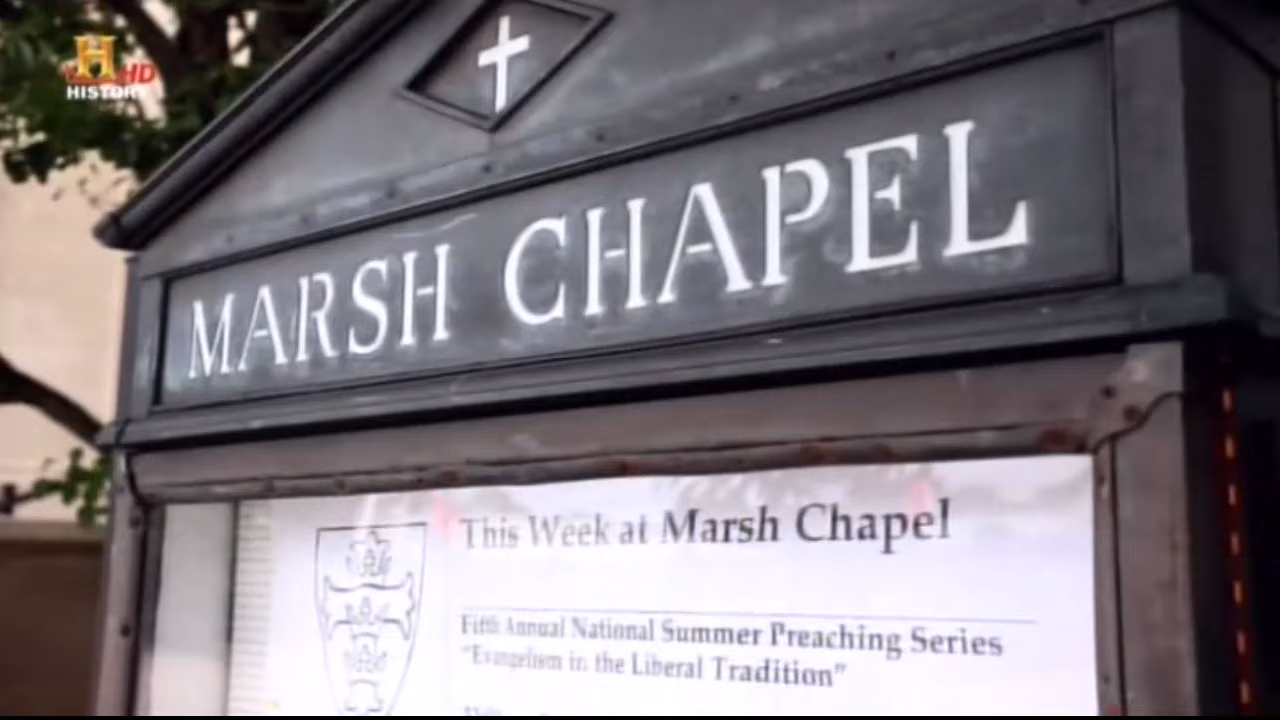 H HD
HISTORY
MARSH CHAPEL
This Week at Marsh Chapel
Fifth Annual National Summer Preaching Series
"Evangelism in the Liberal Tradition"